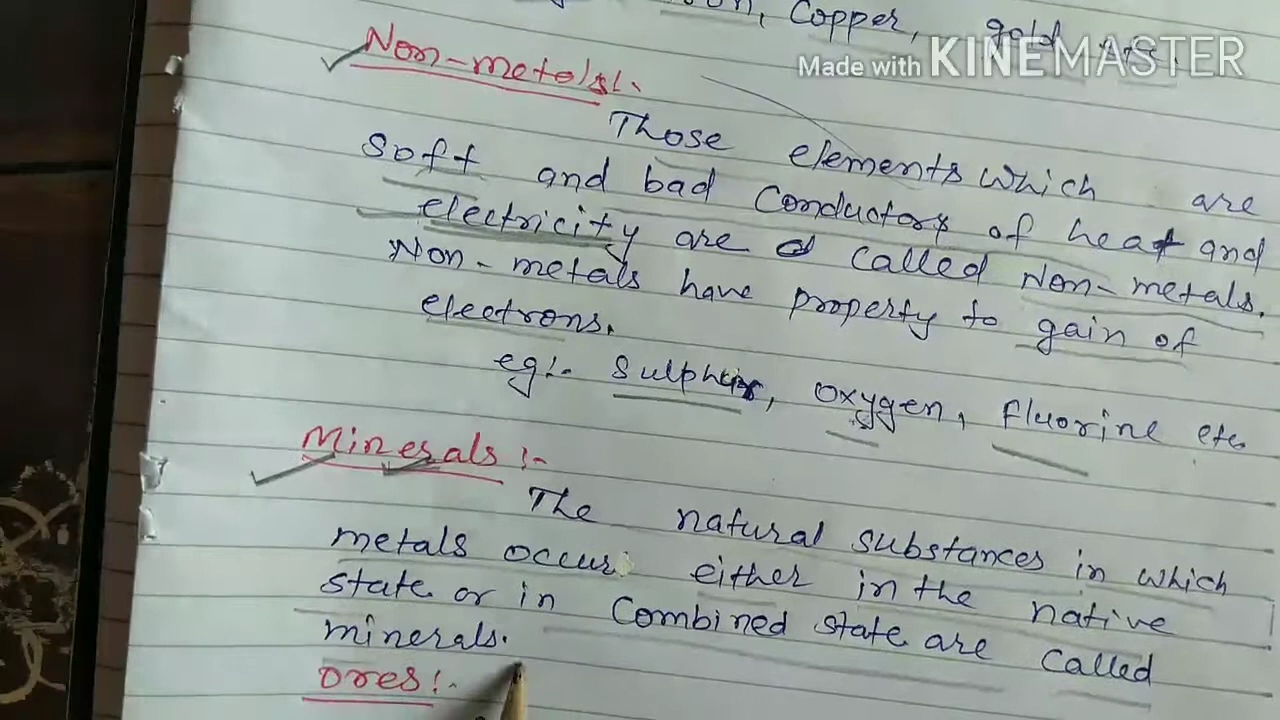 Copper, gold etc.
Made with KINEMASTER
Non-metals:-
Those elements which are
soft and bad conductors of heat and
electricity are called Non-metals.
Non-metals have property to gain of
electrons.
eg:- Sulphur, oxygen, fluorine etc.
Minerals:-
The natural substances in which
metals occur either in the native
state or in combined state are called
minerals.
Ores:-